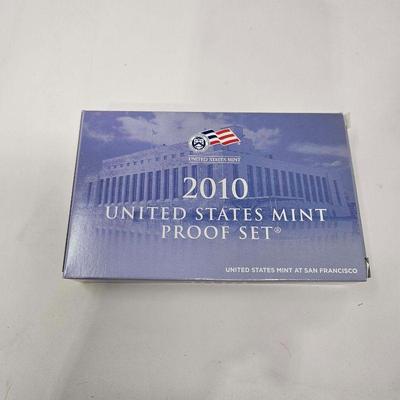 UNITED STATES MINT
2010
UNITED STATES MINT
PROOF SET®
UNITED STATES MINT AT SAN FRANCISCO